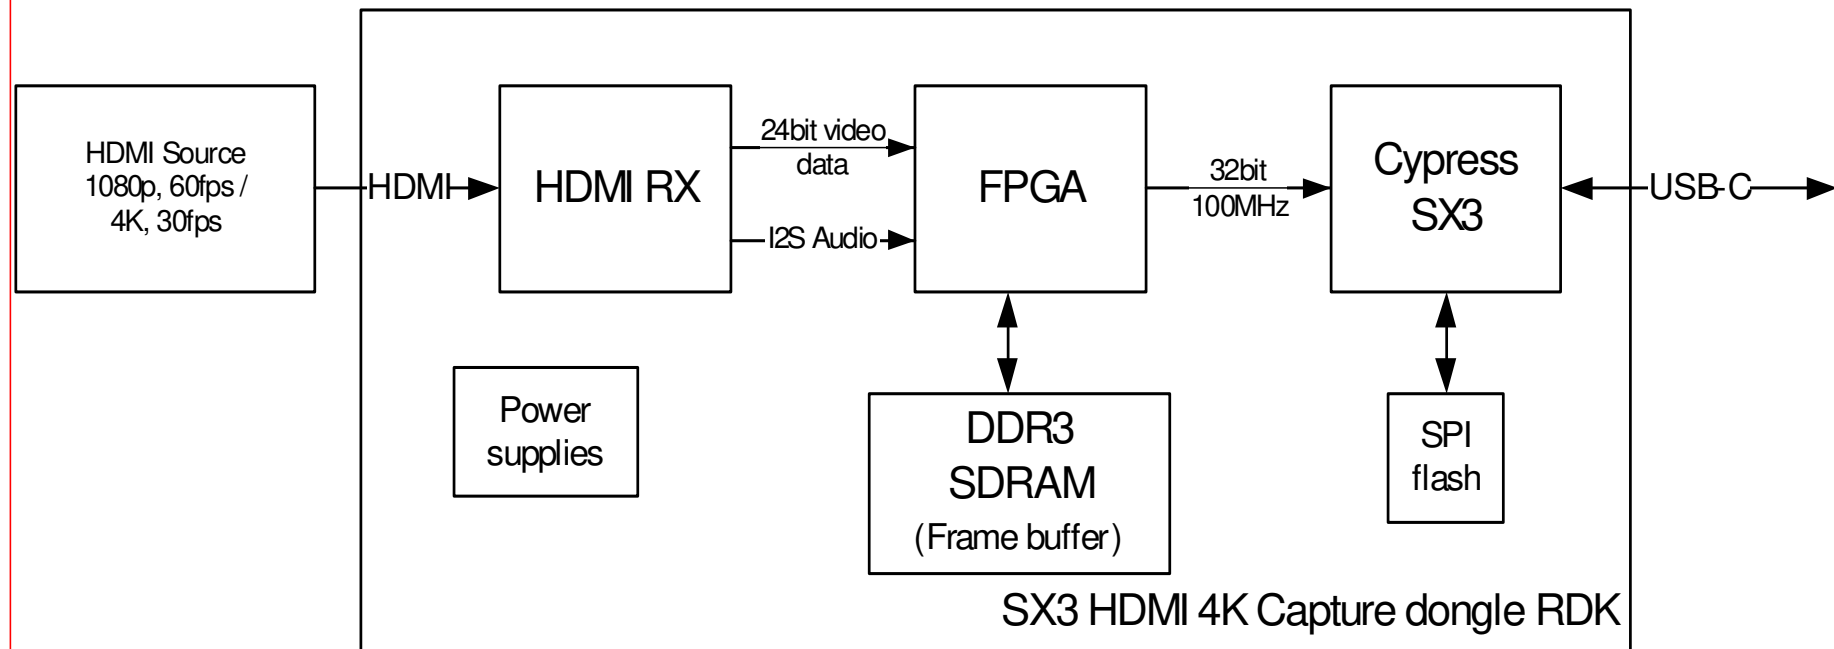 HDMI Source
1080p, 60fps /
4K, 30fps
HDMI
HDMI RX
24bit video
data
I2S Audio
FPGA
32bit
100MHz
Cypress
SX3
USB-C
Power
supplies
DDR3
SDRAM
(Frame buffer)
SPI
flash
SX3 HDMI 4K Capture dongle RDK